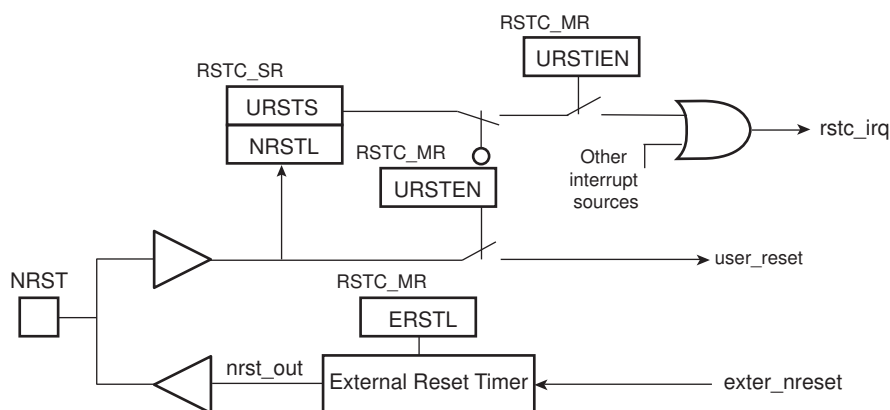 RSTC_MR
URSTIEN
RSTC_SR
URSTS
NRSTL
rstc_irq
RSTC_MR
URSTEN
Other
interrupt
sources
user_reset
NRST
RSTC_MR
ERSTL
nrst_out
External Reset Timer
exter_nreset